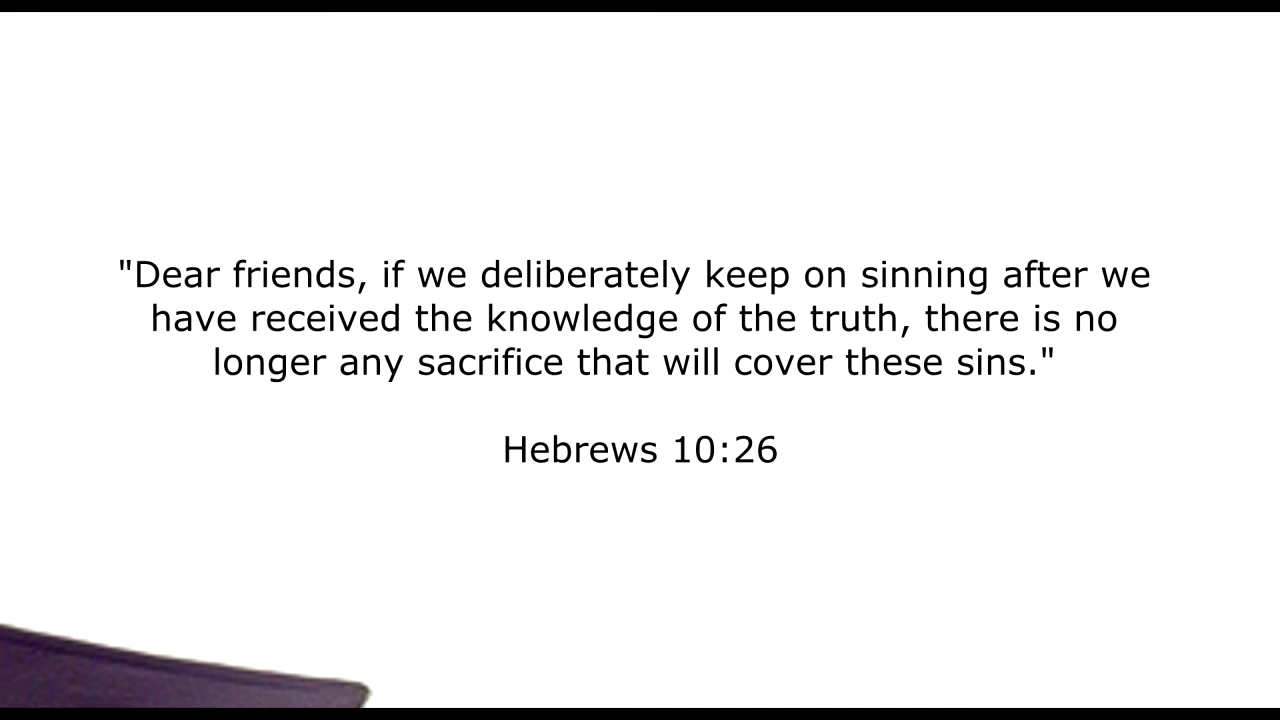 "Dear friends, if we deliberately keep on sinning after we
have received the knowledge of the truth, there is no
longer any sacrifice that will cover these sins."
Hebrews 10:26